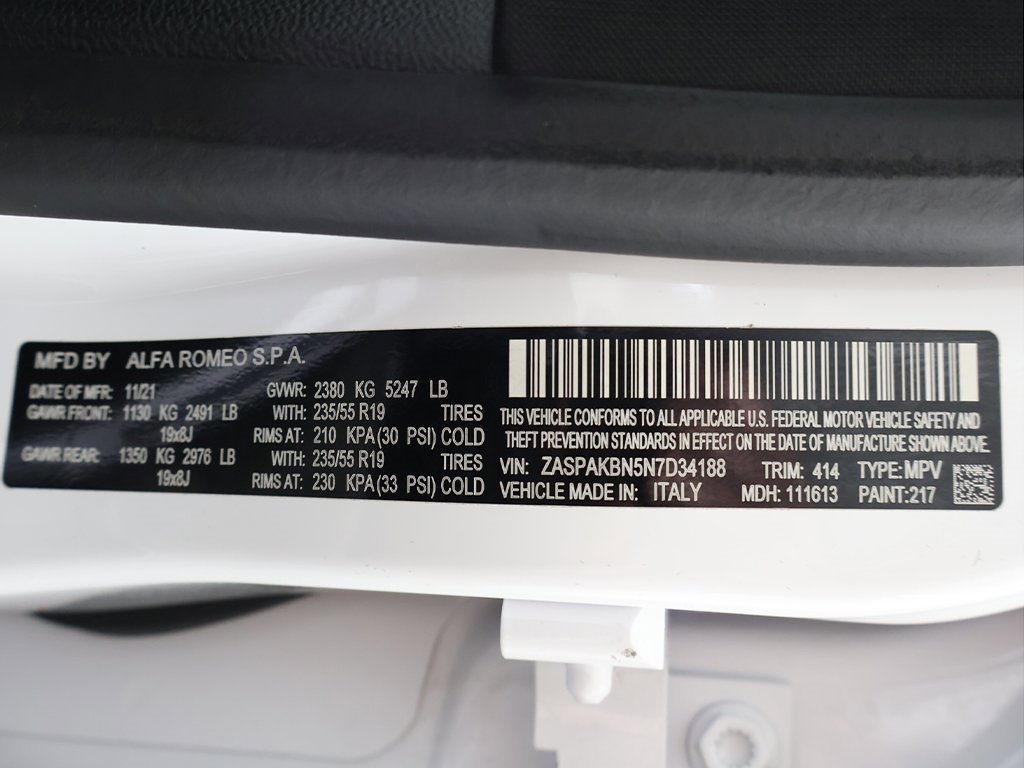 MFD BY ALFA ROMEO S.P.A.
DATE OF MFR: 11/21 GVWR: 2380 KG 5247 LB
GAWR FRONT: 1130 KG 2491 LB WITH: 235/55 R19 TIRES
19x8J RIMS AT: 210 KPA(30 PSI) COLD
GAWR REAR: 1350 KG 2976 LB WITH: 235/55 R19 TIRES
19x8J RIMS AT: 230 KPA(33 PSI) COLD
THIS VEHICLE CONFORMS TO ALL APPLICABLE U.S. FEDERAL MOTOR VEHICLE SAFETY AND
THEFT PREVENTION STANDARDS IN EFFECT ON THE DATE OF MANUFACTURE SHOWN ABOVE.
VIN: ZASPAKBN5N7D34188 TRIM: 414 TYPE: MPV
VEHICLE MADE IN: ITALY MDH: 111613 PAINT:217